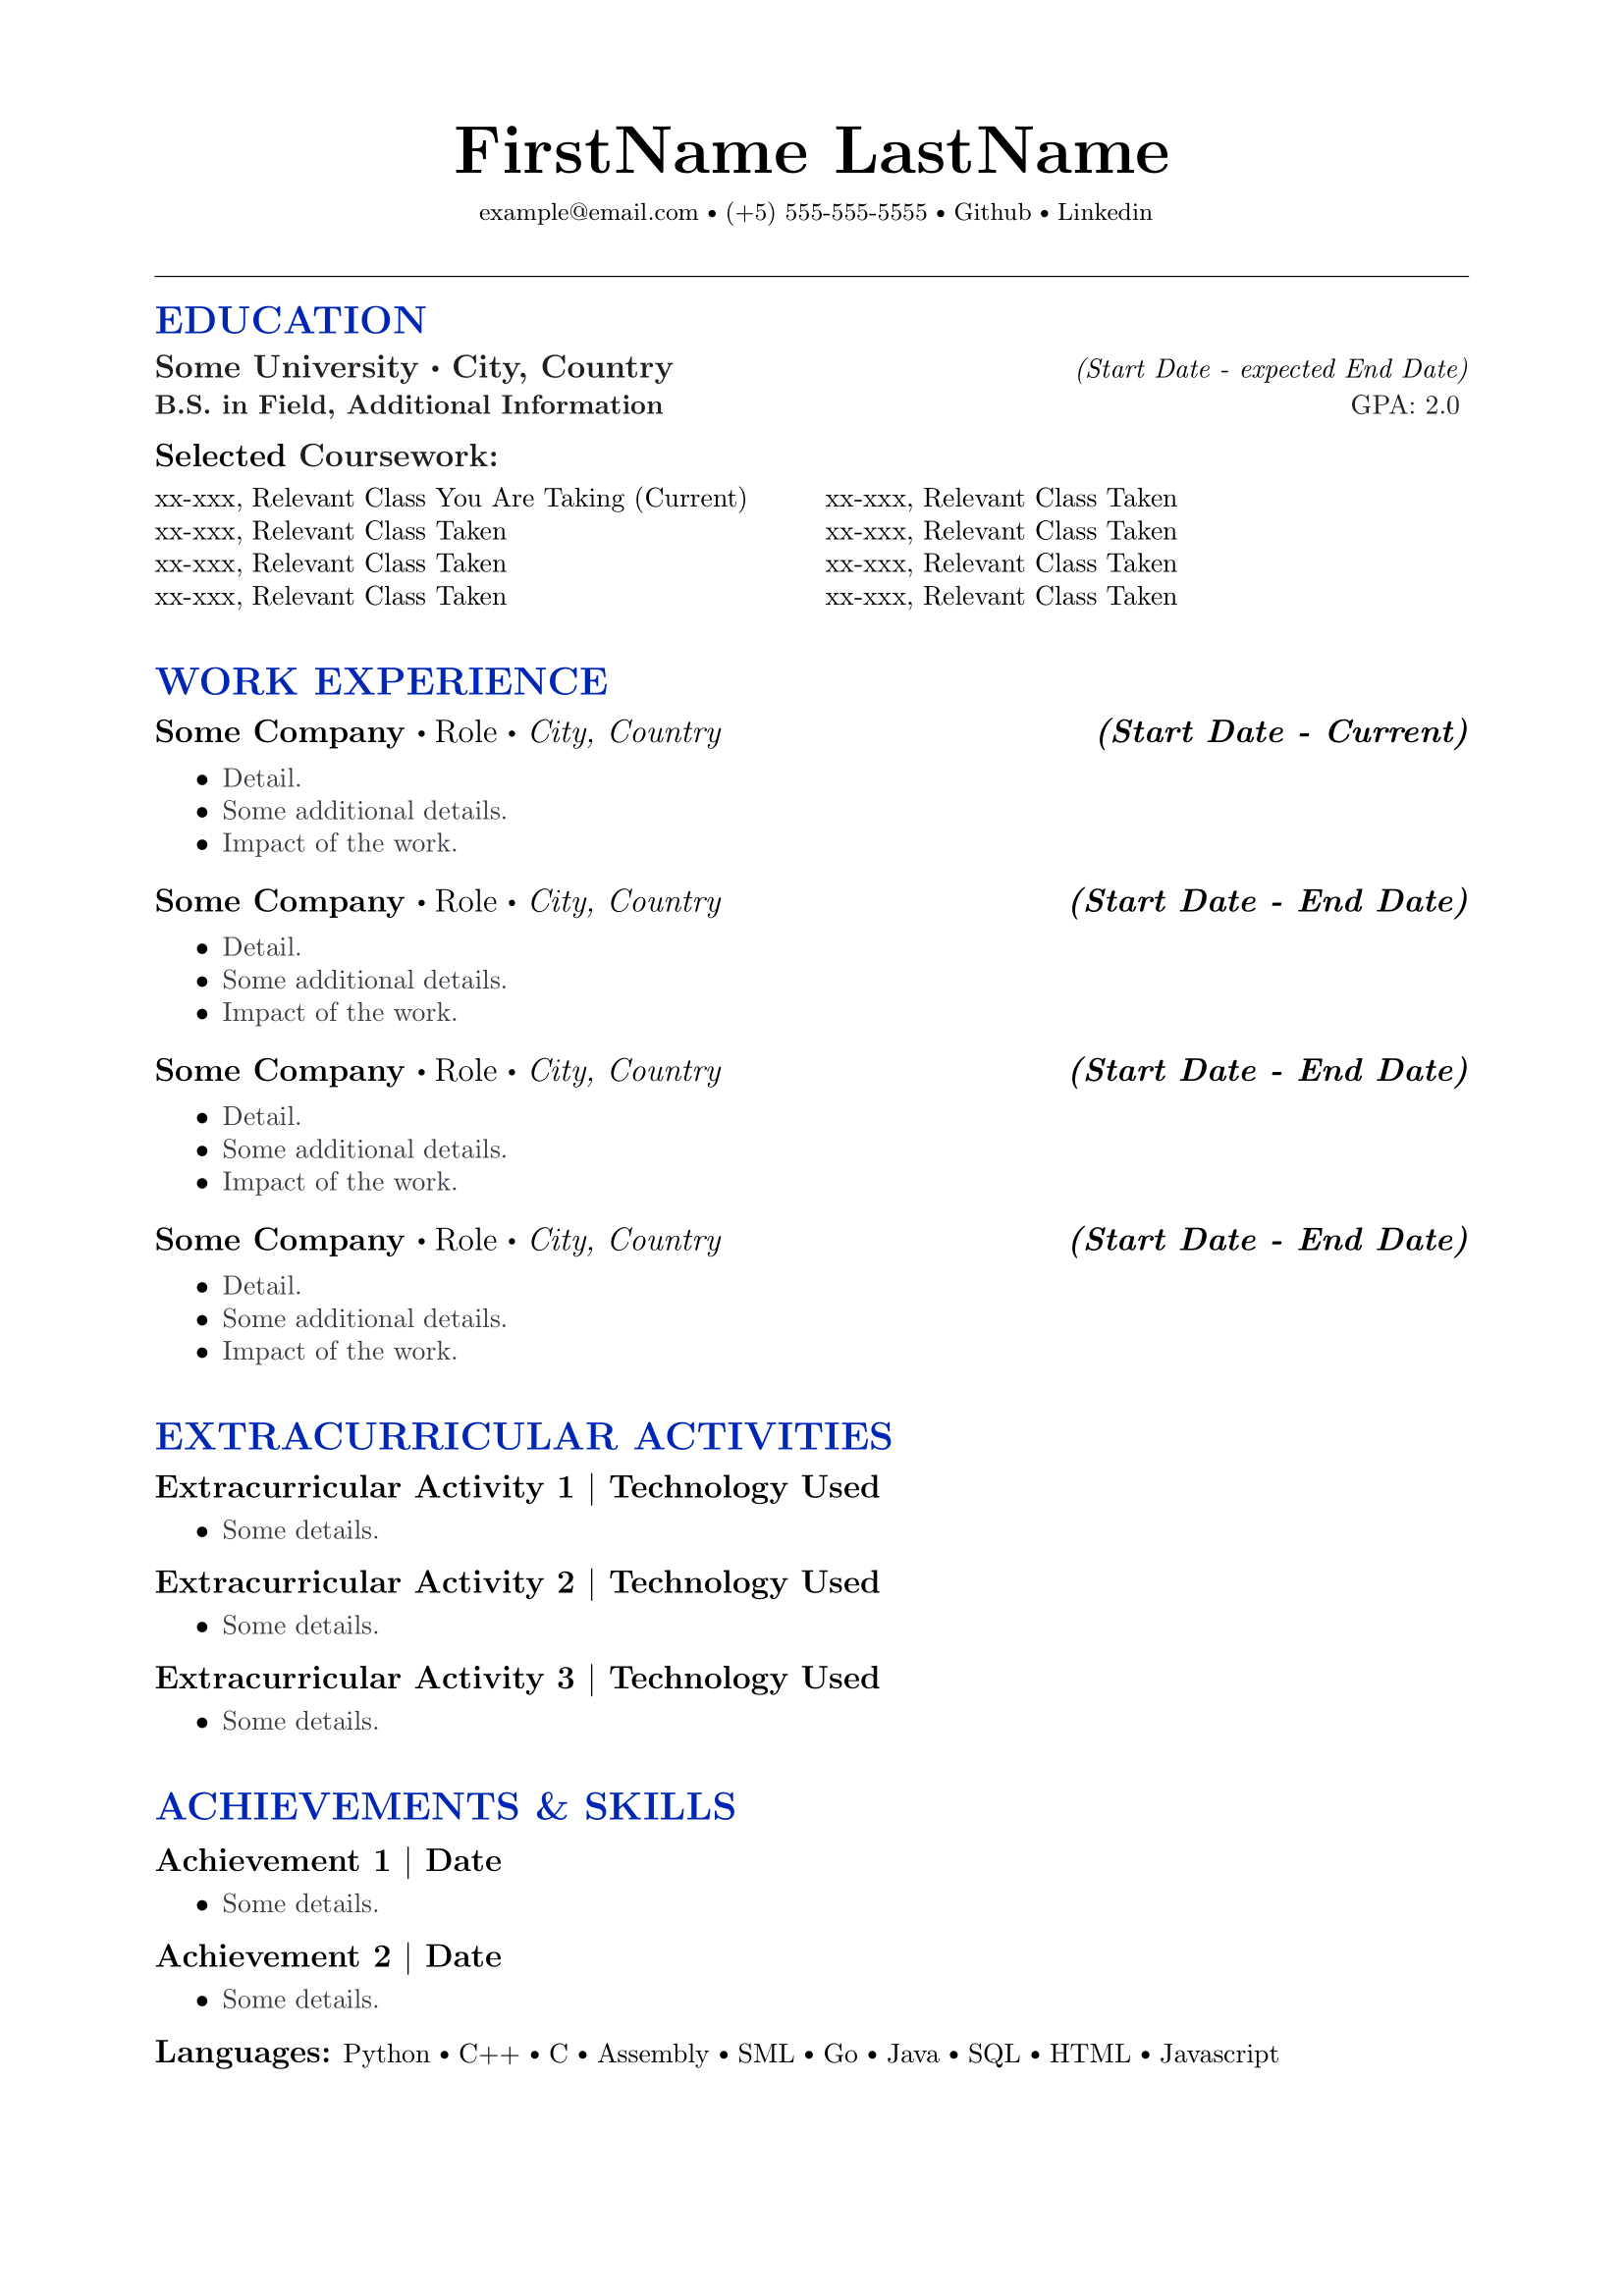 FirstName LastName
example@email.com • (+5) 555-555-5555 • Github • Linkedin
EDUCATION
Some University • City, Country (Start Date - expected End Date)
B.S. in Field, Additional Information GPA: 2.0
Selected Coursework:
xx-xxx, Relevant Class You Are Taking (Current) xx-xxx, Relevant Class Taken
xx-xxx, Relevant Class Taken xx-xxx, Relevant Class Taken
xx-xxx, Relevant Class Taken xx-xxx, Relevant Class Taken
xx-xxx, Relevant Class Taken xx-xxx, Relevant Class Taken
WORK EXPERIENCE
Some Company • Role • City, Country (Start Date - Current)
• Detail.
• Some additional details.
• Impact of the work.
Some Company • Role • City, Country (Start Date - End Date)
• Detail.
• Some additional details.
• Impact of the work.
Some Company • Role • City, Country (Start Date - End Date)
• Detail.
• Some additional details.
• Impact of the work.
Some Company • Role • City, Country (Start Date - End Date)
• Detail.
• Some additional details.
• Impact of the work.
EXTRACURRICULAR ACTIVITIES
Extracurricular Activity 1 | Technology Used
• Some details.
Extracurricular Activity 2 | Technology Used
• Some details.
Extracurricular Activity 3 | Technology Used
• Some details.
ACHIEVEMENTS & SKILLS
Achievement 1 | Date
• Some details.
Achievement 2 | Date
• Some details.
Languages: Python • C++ • C • Assembly • SML • Go • Java • SQL • HTML • Javascript